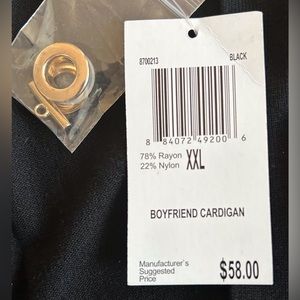 8700213 BLACK
8 84072 49200 6
78% Rayon XXL
22% Nylon
BOYFRIEND CARDIGAN
Manufacturer's
Suggested
Price $58.00